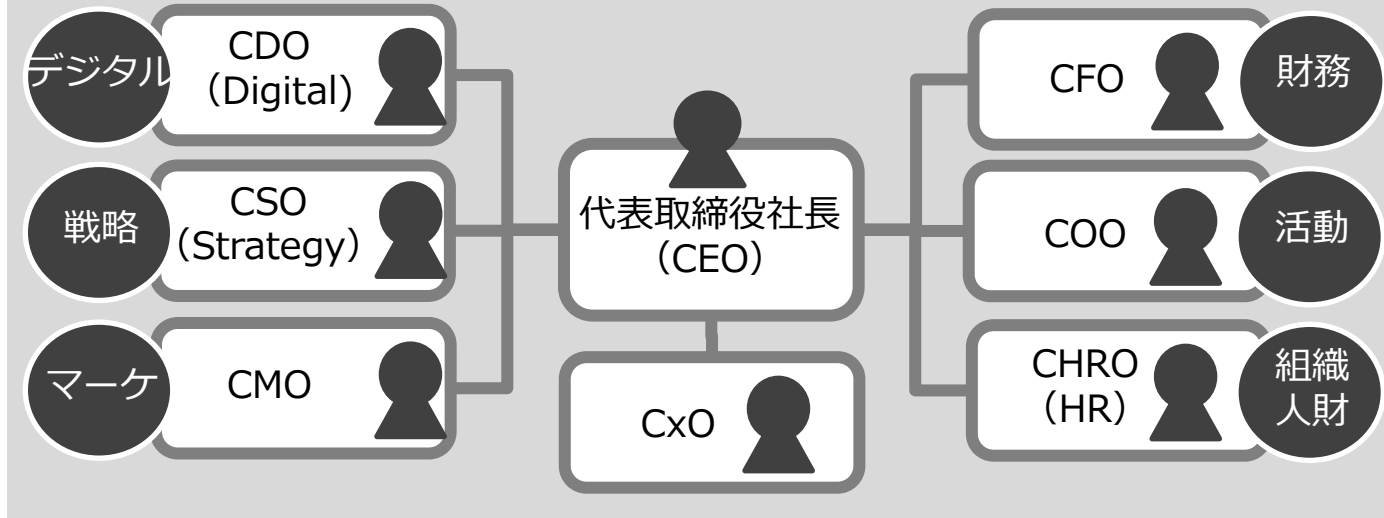 デジタル
CDO
（Digital)
戦略
CSO
（Strategy）
マーケ
CMO
代表取締役社長
（CEO）
CxO
CFO
財務
COO
活動
CHRO
（HR）
組織
人財